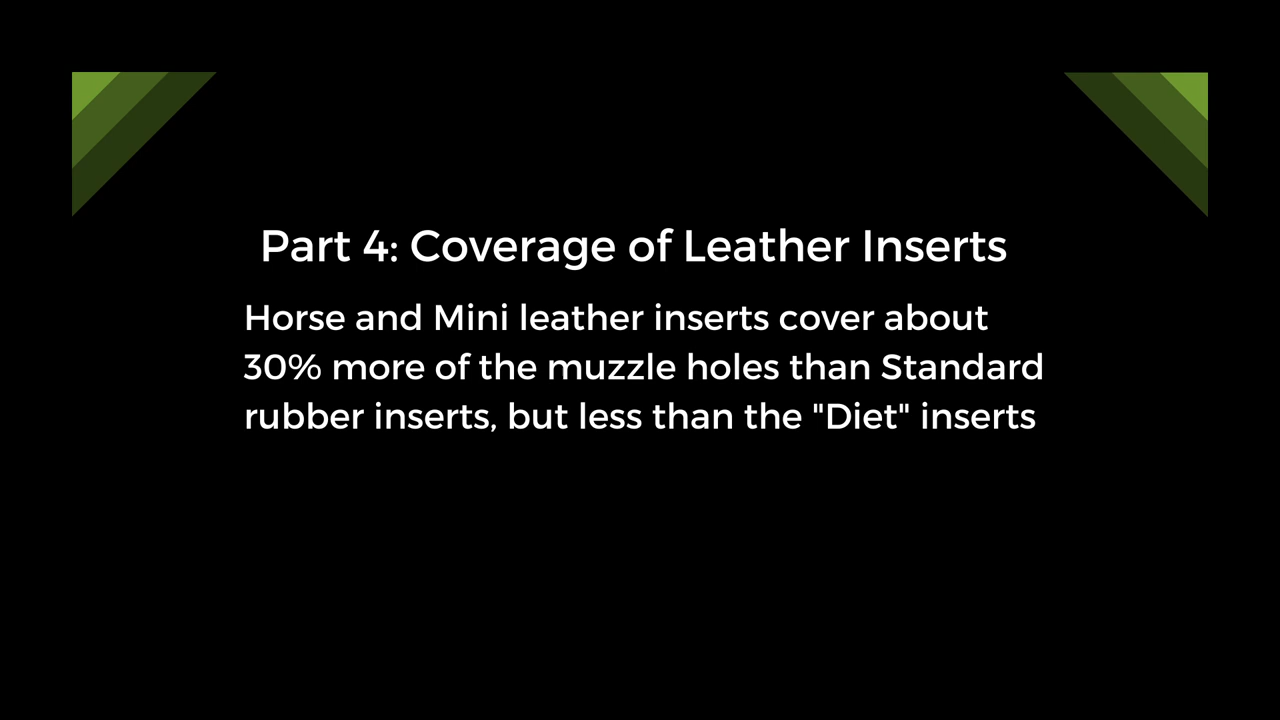 Part 4: Coverage of Leather Inserts
Horse and Mini leather inserts cover about
30% more of the muzzle holes than Standard
rubber inserts, but less than the "Diet" inserts